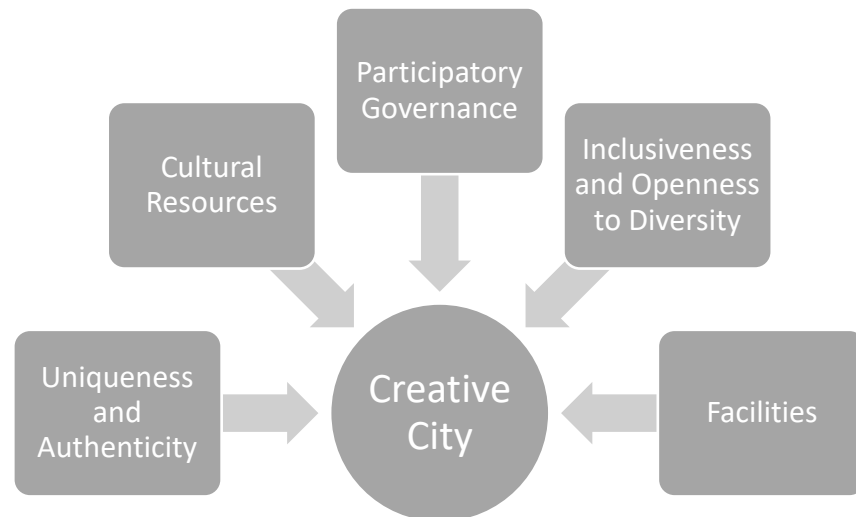 Participatory
Governance
Cultural
Resources
Inclusiveness
and Openness
to Diversity
Uniqueness
and
Authenticity
Creative
City
Facilities